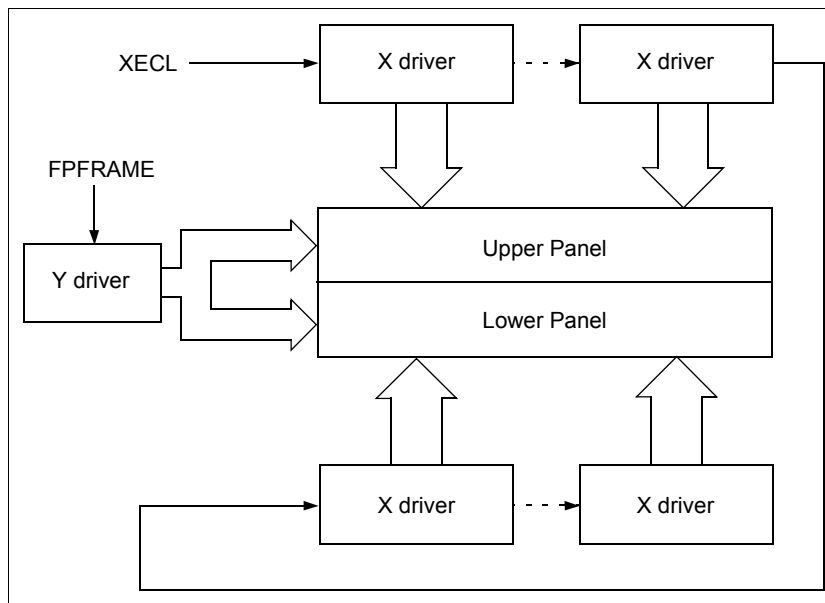 XECL
X driver
X driver
FPFRAME
Y driver
Upper Panel
Lower Panel
X driver
X driver